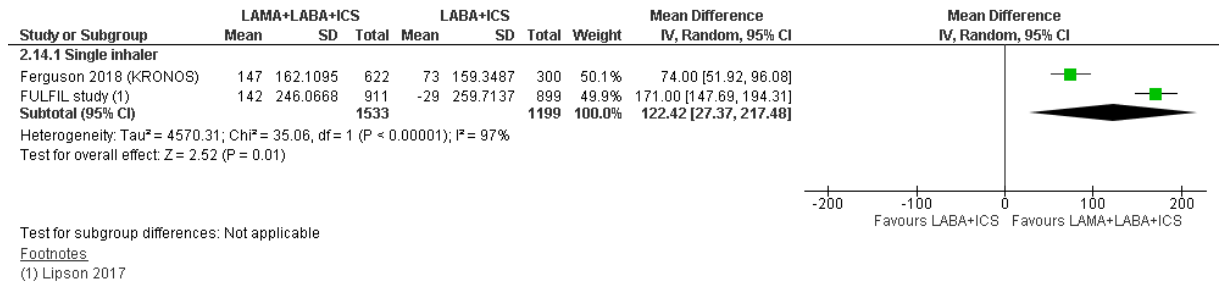 LAMA+LABA+ICS LABA+ICS Mean Difference Mean Difference
Study or Subgroup Mean SD Total Mean SD Total Weight IV, Random, 95% CI IV, Random, 95% CI
2.14.1 Single inhaler
Ferguson 2018 (KRONOS) 147 162.1095 622 73 159.3487 300 50.1% 74.00 [51.92, 96.08]
FULFIL study (1) 142 246.0668 911 -29 259.7137 899 49.9% 171.00 [147.69, 194.31]
Subtotal (95% CI) 1533 1199 100.0% 122.42 [27.37, 217.48]
Heterogeneity: Tau² = 4570.31; Chi² = 35.06, df = 1 (P < 0.00001); I² = 97%
Test for overall effect: Z = 2.52 (P = 0.01)
-200 -100 0 100 200
Favours LABA+ICS Favours LAMA+LABA+ICS
Test for subgroup differences: Not applicable
Footnotes
(1) Lipson 2017